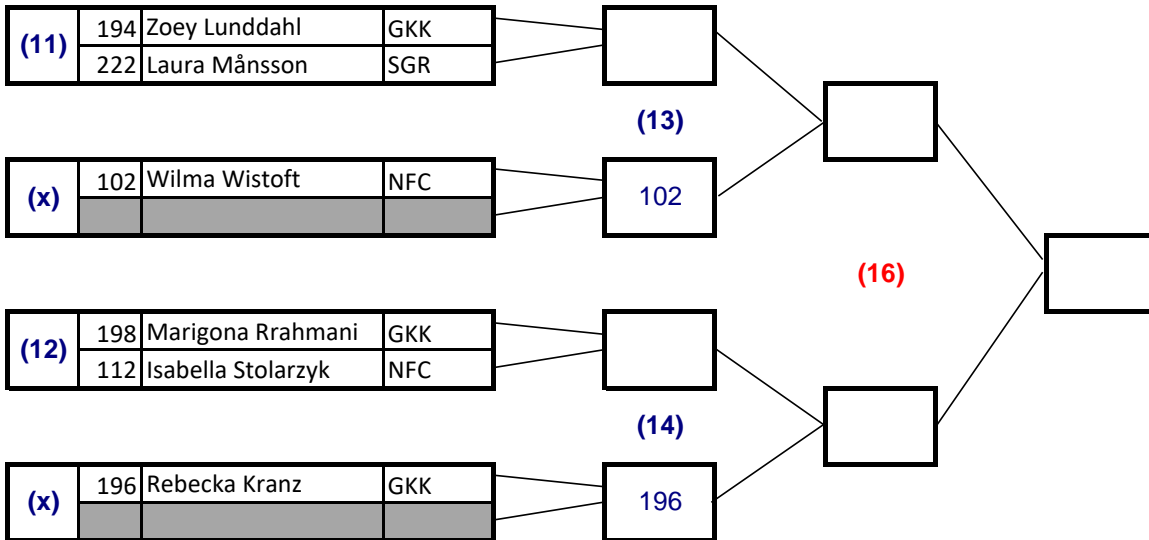 (11) 194 Zoey Lunddahl GKK
222 Laura Månsson SGR
(13)
(x) 102 Wilma Wistoft NFC 102
(16)
(12) 198 Marigona Rrahmani GKK
112 Isabella Stolarzyk NFC
(14)
(x) 196 Rebecka Kranz GKK 196